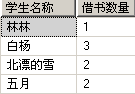 学生名称 借书数量
林林 1
白杨 3
北漂的雪 2
五月 2